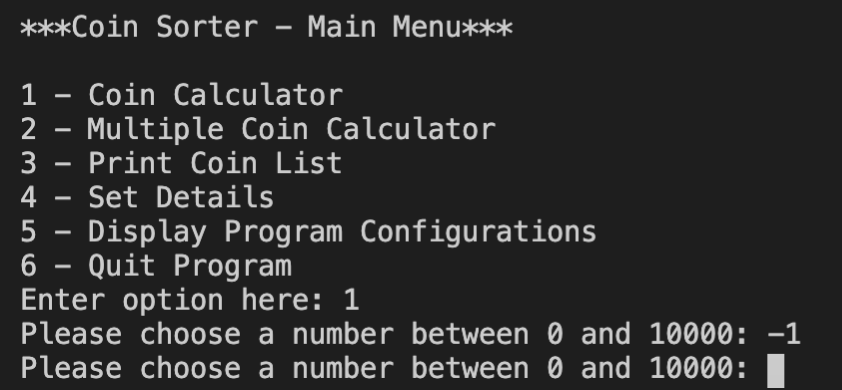 ***Coin Sorter - Main Menu***
1 - Coin Calculator
2 - Multiple Coin Calculator
3 - Print Coin List
4 - Set Details
5 - Display Program Configurations
6 - Quit Program
Enter option here: 1
Please choose a number between 0 and 10000: -1
Please choose a number between 0 and 10000: